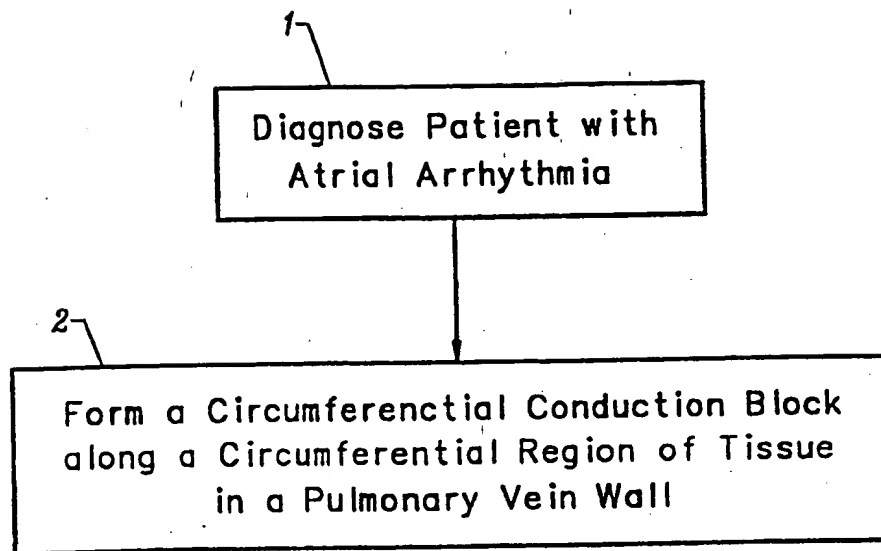 1
Diagnose Patient with
Atrial Arrhythmia
2
Form a Circumferenctial Conduction Block
along a Circumferential Region of Tissue
in a Pulmonary Vein Wall